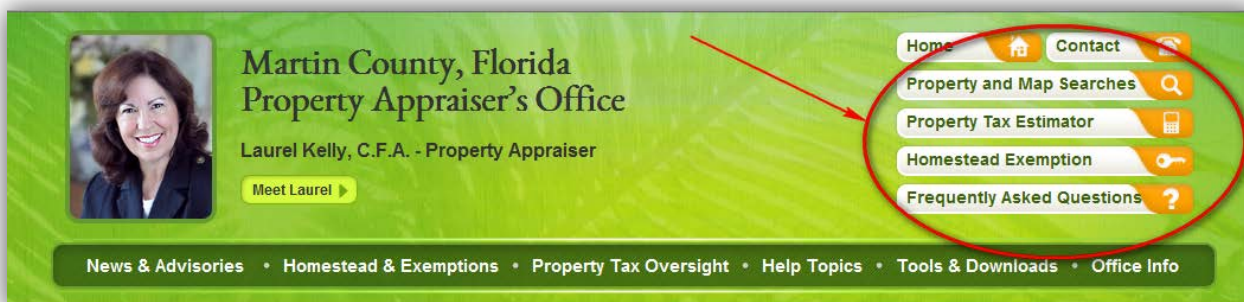 Martin County, Florida
Property Appraiser's Office
Laurel Kelly, C.F.A. - Property Appraiser
Meet Laurel
Home
Contact
Property and Map Searches
Property Tax Estimator
Homestead Exemption
Frequently Asked Questions
?
News & Advisories • Homestead & Exemptions • Property Tax Oversight • Help Topics • Tools & Downloads • Office Info